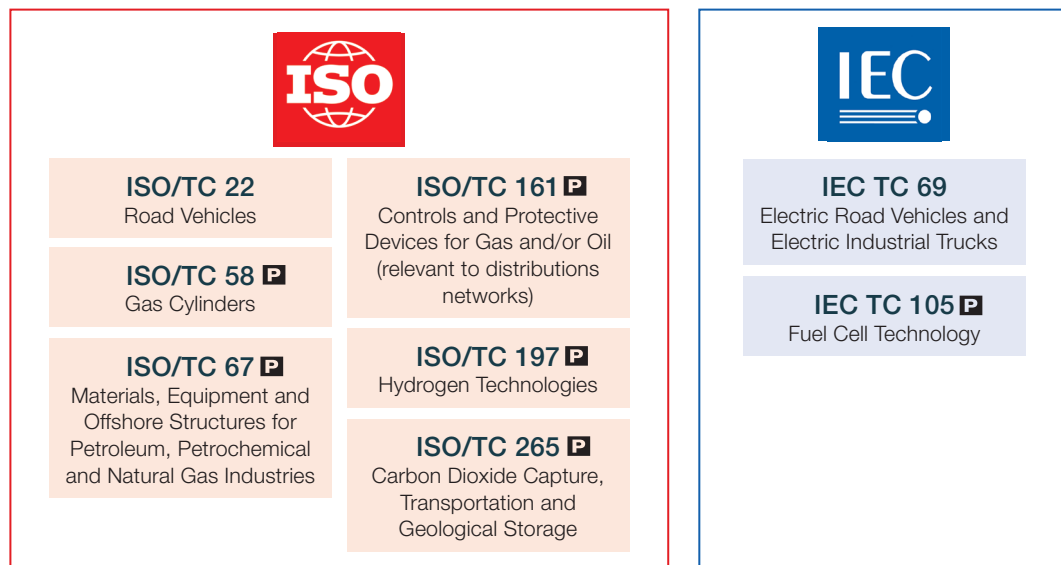 ISO
ISO/TC 22
Road Vehicles
ISO/TC 58 P
Gas Cylinders
ISO/TC 67 P
Materials, Equipment and
Offshore Structures for
Petroleum, Petrochemical
and Natural Gas Industries
ISO/TC 161 P
Controls and Protective
Devices for Gas and/or Oil
(relevant to distributions
networks)
ISO/TC 197 P
Hydrogen Technologies
ISO/TC 265 P
Carbon Dioxide Capture,
Transportation and
Geological Storage
IEC
IEC TC 69
Electric Road Vehicles and
Electric Industrial Trucks
IEC TC 105 P
Fuel Cell Technology